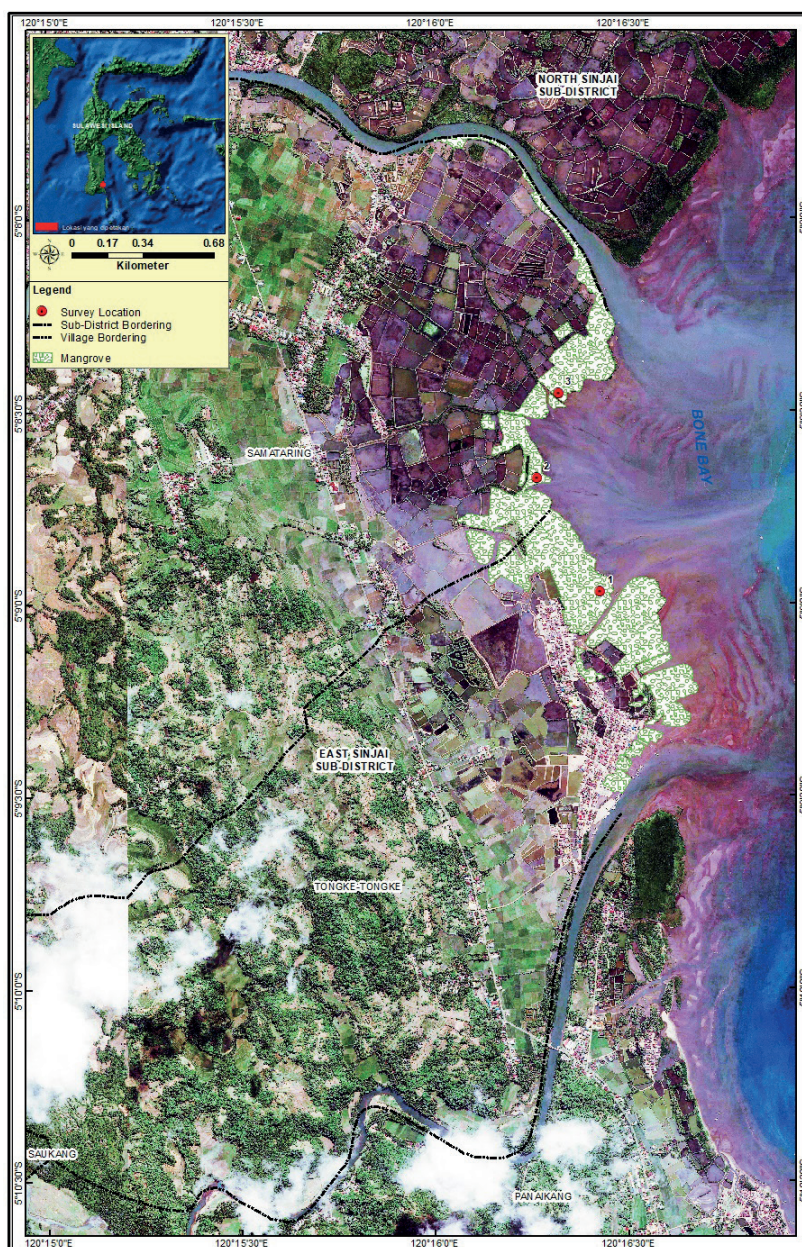 120°15'0"E 120°15'30"E 120°16'0"E 120°16'30"E
NORTH SINJAI
SUB-DISTRICT
SULAWESI ISLAND
Lokasi yang dipetakan
N
0 0.17 0.34 0.68
Kilometer
Legend
Survey Location
Sub-District Bordering
Village Bordering
Mangrove
5°8'0"S
5°8'30"S
3
BONE BAY
SAMATARING
2
1
5°9'0"S
EAST SINJAI
SUB-DISTRICT
5°9'30"S
TONGKE-TONGKE
5°10'0"S
SAUKANG
5°10'30"S
PANAIKANG
120°15'0"E 120°15'30"E 120°16'0"E 120°16'30"E